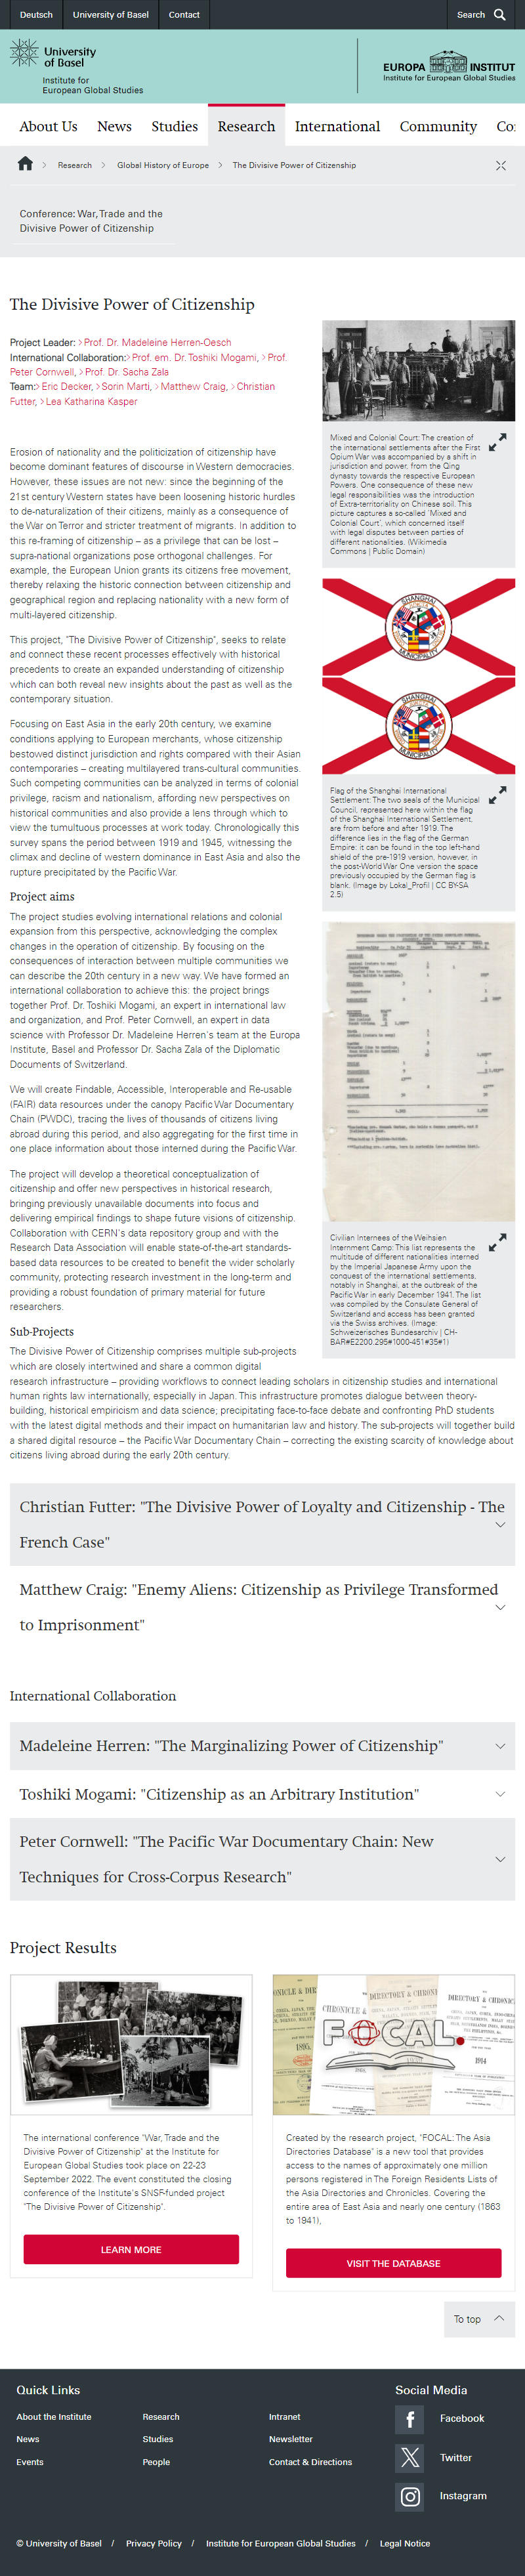 Deutsch
University of Basel
Contact
Search
University
of Basel
Institute for
European Global Studies
EUROPA INSTITUT
Institute for European Global Studies
About Us
News
Studies
Research
International
Community
Research
Global History of Europe
The Divisive Power of Citizenship
Conference: War, Trade and the
Divisive Power of Citizenship
The Divisive Power of Citizenship
Project Leader: Prof. Dr. Madeleine Herren-Oesch
International Collaboration: Prof. em. Dr. Toshiki Mogami, Prof.
Peter Cornwell, Prof. Dr. Sacha Zala
Team: Eric Decker, Sorin Marti, Matthew Craig, Christian
Futter, Lea Katharina Kasper
Erosion of nationality and the politicization of citizenship have
become dominant features of discourse in Western democracies.
However, these issues are not new: since the beginning of the
21st century Western states have been loosening historic hurdles
to de-naturalization of their citizens, mainly as a consequence of
the War on Terror and stricter treatment of migrants. In addition to
this re-framing of citizenship – as a privilege that can be lost –
supra-national organizations pose orthogonal challenges. For
example, the European Union grants its citizens free movement,
thereby relaxing the historic connection between citizenship and
geographical region and replacing nationality with a new form of
multi-layered citizenship.
This project, "The Divisive Power of Citizenship", seeks to relate
and connect these recent processes effectively with historical
precedents to create an expanded understanding of citizenship
which can both reveal new insights about the past as well as the
contemporary situation.
Focusing on East Asia in the early 20th century, we examine
conditions applying to European merchants, whose citizenship
bestowed distinct jurisdiction and rights compared with their Asian
contemporaries – creating multilayered trans-cultural communities.
Such competing communities can be analyzed in terms of colonial
privilege, racism and nationalism, affording new perspectives on
historical communities and also provide a lens through which to
view the tumultuous processes at work today. Chronologically this
survey spans the period between 1919 and 1945, witnessing the
climax and decline of western dominance in East Asia and also the
rupture precipitated by the Pacific War.
Project aims
The project studies evolving international relations and colonial
expansion from this perspective, acknowledging the complex
changes in the operation of citizenship. By focusing on the
consequences of interaction between multiple communities we
can describe the 20th century in a new way. We have formed an
international collaboration to achieve this: the project brings
together Prof. Dr. Toshiki Mogami, an expert in international law
and organization, and Prof. Peter Cornwell, an expert in data
science with Professor Dr. Madeleine Herren's team at the Europa
Institute, Basel and Professor Dr. Sacha Zala of the Diplomatic
Documents of Switzerland.
We will create Findable, Accessible, Interoperable and Re-usable
(FAIR) data resources under the canopy Pacific War Documentary
Chain (PWDC), tracing the lives of thousands of citizens living
abroad during this period, and also aggregating for the first time in
one place information about those interned during the Pacific War.
The project will develop a theoretical conceptualization of
citizenship and offer new perspectives in historical research,
bringing previously unavailable documents into focus and
delivering empirical findings to shape future visions of citizenship.
Collaboration with CERN's data repository group and with the
Research Data Association will enable state-of-the-art standards-
based data resources to be created to benefit the wider scholarly
community, protecting research investment in the long-term and
providing a robust foundation of primary material for future
researchers.
Sub-Projects
The Divisive Power of Citizenship comprises multiple sub-projects
which are closely intertwined and share a common digital
research infrastructure – providing workflows to connect leading scholars in citizenship studies and international
human rights law internationally, especially in Japan. This infrastructure promotes dialogue between theory-
building, historical empiricism and data science; precipitating face-to-face debate and confronting PhD students
with the latest digital methods and their impact on humanitarian law and history. The sub-projects will together build
a shared digital resource – the Pacific War Documentary Chain – correcting the existing scarcity of knowledge about
citizens living abroad during the early 20th century.
Mixed and Colonial Court: The creation of
the international settlements after the First
Opium War was accompanied by a shift in
jurisdiction and power, from the Qing
dynasty towards the respective European
Powers. One consequence of these new
legal responsibilities was the introduction
of Extra-territoriality on Chinese soil. This
picture captures a so-called 'Mixed and
Colonial Court', which concerned itself
with legal disputes between parties of
different nationalities. (Wikimedia
Commons | Public Domain)
SHANGHAI
MUNICIPALITY
SHANGHAI
MUNICIPALITY
Flag of the Shanghai International
Settlement: The two seals of the Municipal
Council, represented here within the flag
of the Shanghai International Settlement,
are from before and after 1919. The
difference lies in the flag of the German
Empire: it can be found in the top left-hand
shield of the pre-1919 version, however, in
the post-World War One version the space
previously occupied by the German flag is
blank. (Image by Lokal_Profil | CC BY-SA
2.5)
Civilian Internees of the Weihsien
Internment Camp: This list represents the
multitude of different nationalities interned
by the Imperial Japanese Army upon the
conquest of the international settlements,
notably in Shanghai, at the outbreak of the
Pacific War in early December 1941. The list
was compiled by the Consulate General of
Switzerland and access has been granted
via the Swiss archives. (Image:
Schweizerisches Bundesarchiv | CH-
BAR#E2200.295#1000-451#35#1)
Christian Futter: "The Divisive Power of Loyalty and Citizenship - The
French Case"
Matthew Craig: "Enemy Aliens: Citizenship as Privilege Transformed
to Imprisonment"
International Collaboration
Madeleine Herren: "The Marginalizing Power of Citizenship"
Toshiki Mogami: "Citizenship as an Arbitrary Institution"
Peter Cornwell: "The Pacific War Documentary Chain: New
Techniques for Cross-Corpus Research"
Project Results
The international conference "War, Trade and the
Divisive Power of Citizenship" at the Institute for
European Global Studies took place on 22-23
September 2022. The event constituted the closing
conference of the Institute's SNSF-funded project
"The Divisive Power of Citizenship".
LEARN MORE
DIRECTORY & CHRONICLE
FOCAL.
Created by the research project, "FOCAL: The Asia
Directories Database" is a new tool that provides
access to the names of approximately one million
persons registered in The Foreign Residents Lists of
the Asia Directories and Chronicles. Covering the
entire area of East Asia and nearly one century (1863
to 1941),
VISIT THE DATABASE
To top
Quick Links
About the Institute
Research
Intranet
News
Studies
Newsletter
Events
People
Contact & Directions
Social Media
Facebook
Twitter
Instagram
© University of Basel / Privacy Policy / Institute for European Global Studies / Legal Notice